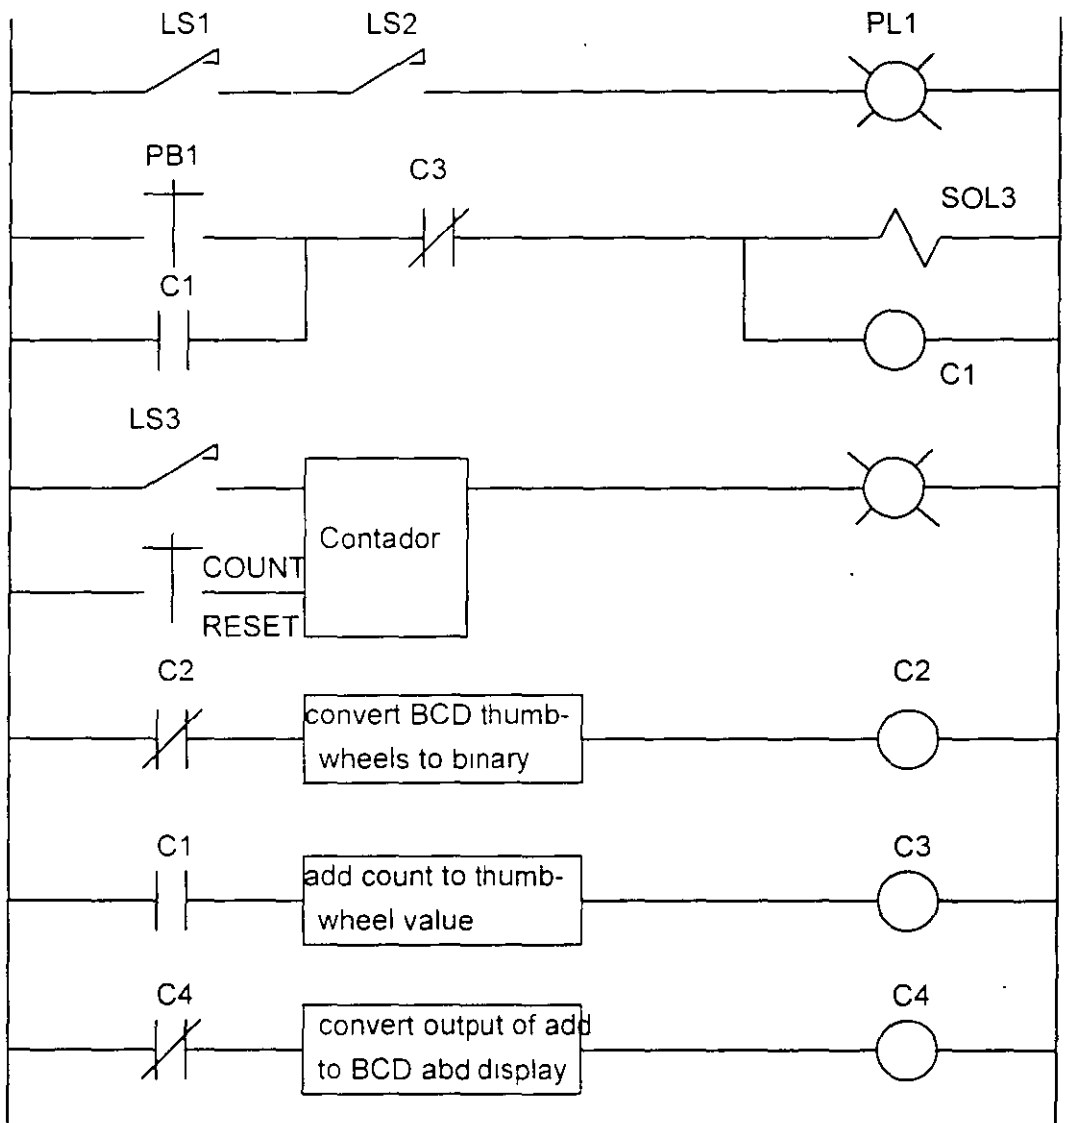 LS1 LS2 PL1
PB1 C3 SOL3
C1
C1
LS3
Contador
COUNT
RESET
C2 C2
convert BCD thumb-
wheels to binary
C1 C3
add count to thumb-
wheel value
C4 C4
convert output of add
to BCD abd display